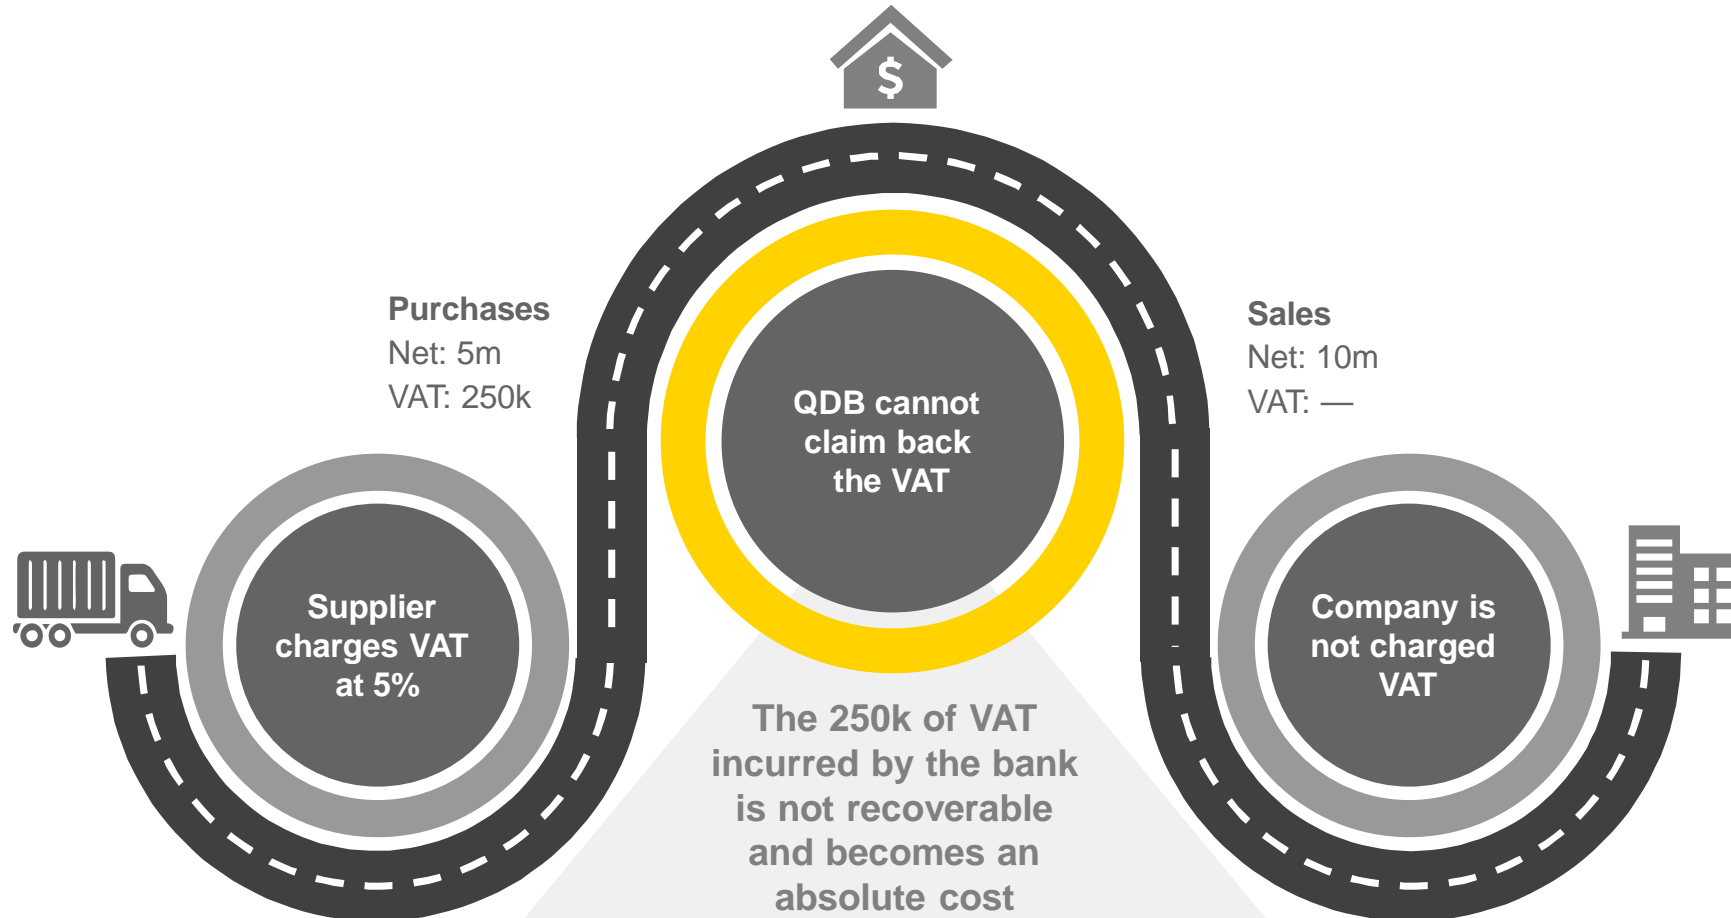 $
Purchases
Net: 5m
VAT: 250k
Sales
Net: 10m
VAT: —
QDB cannot
claim back
the VAT
Supplier
charges VAT
at 5%
Company is
not charged
VAT
The 250k of VAT
incurred by the bank
is not recoverable
and becomes an
absolute cost